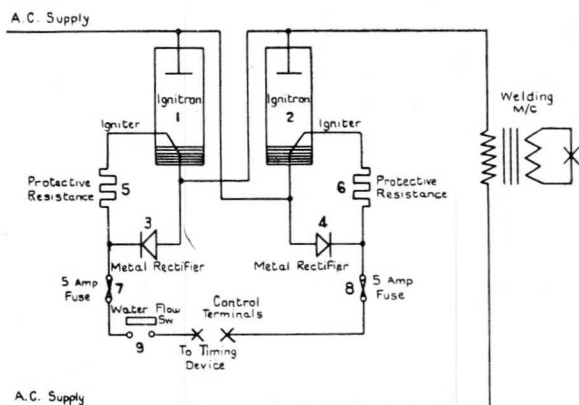 A.C. Supply
Ignitron
1
Ignitron
2
Welding
M/C
Igniter
Igniter
Protective
Resistance
5
6
Protective
Resistance
3
4
Metal Rectifier
Metal Rectifier
5 Amp
Fuse
7
8
5 Amp
Fuse
Water Flow
Sw
9
Control
Terminals
To Timing
Device
A.C. Supply